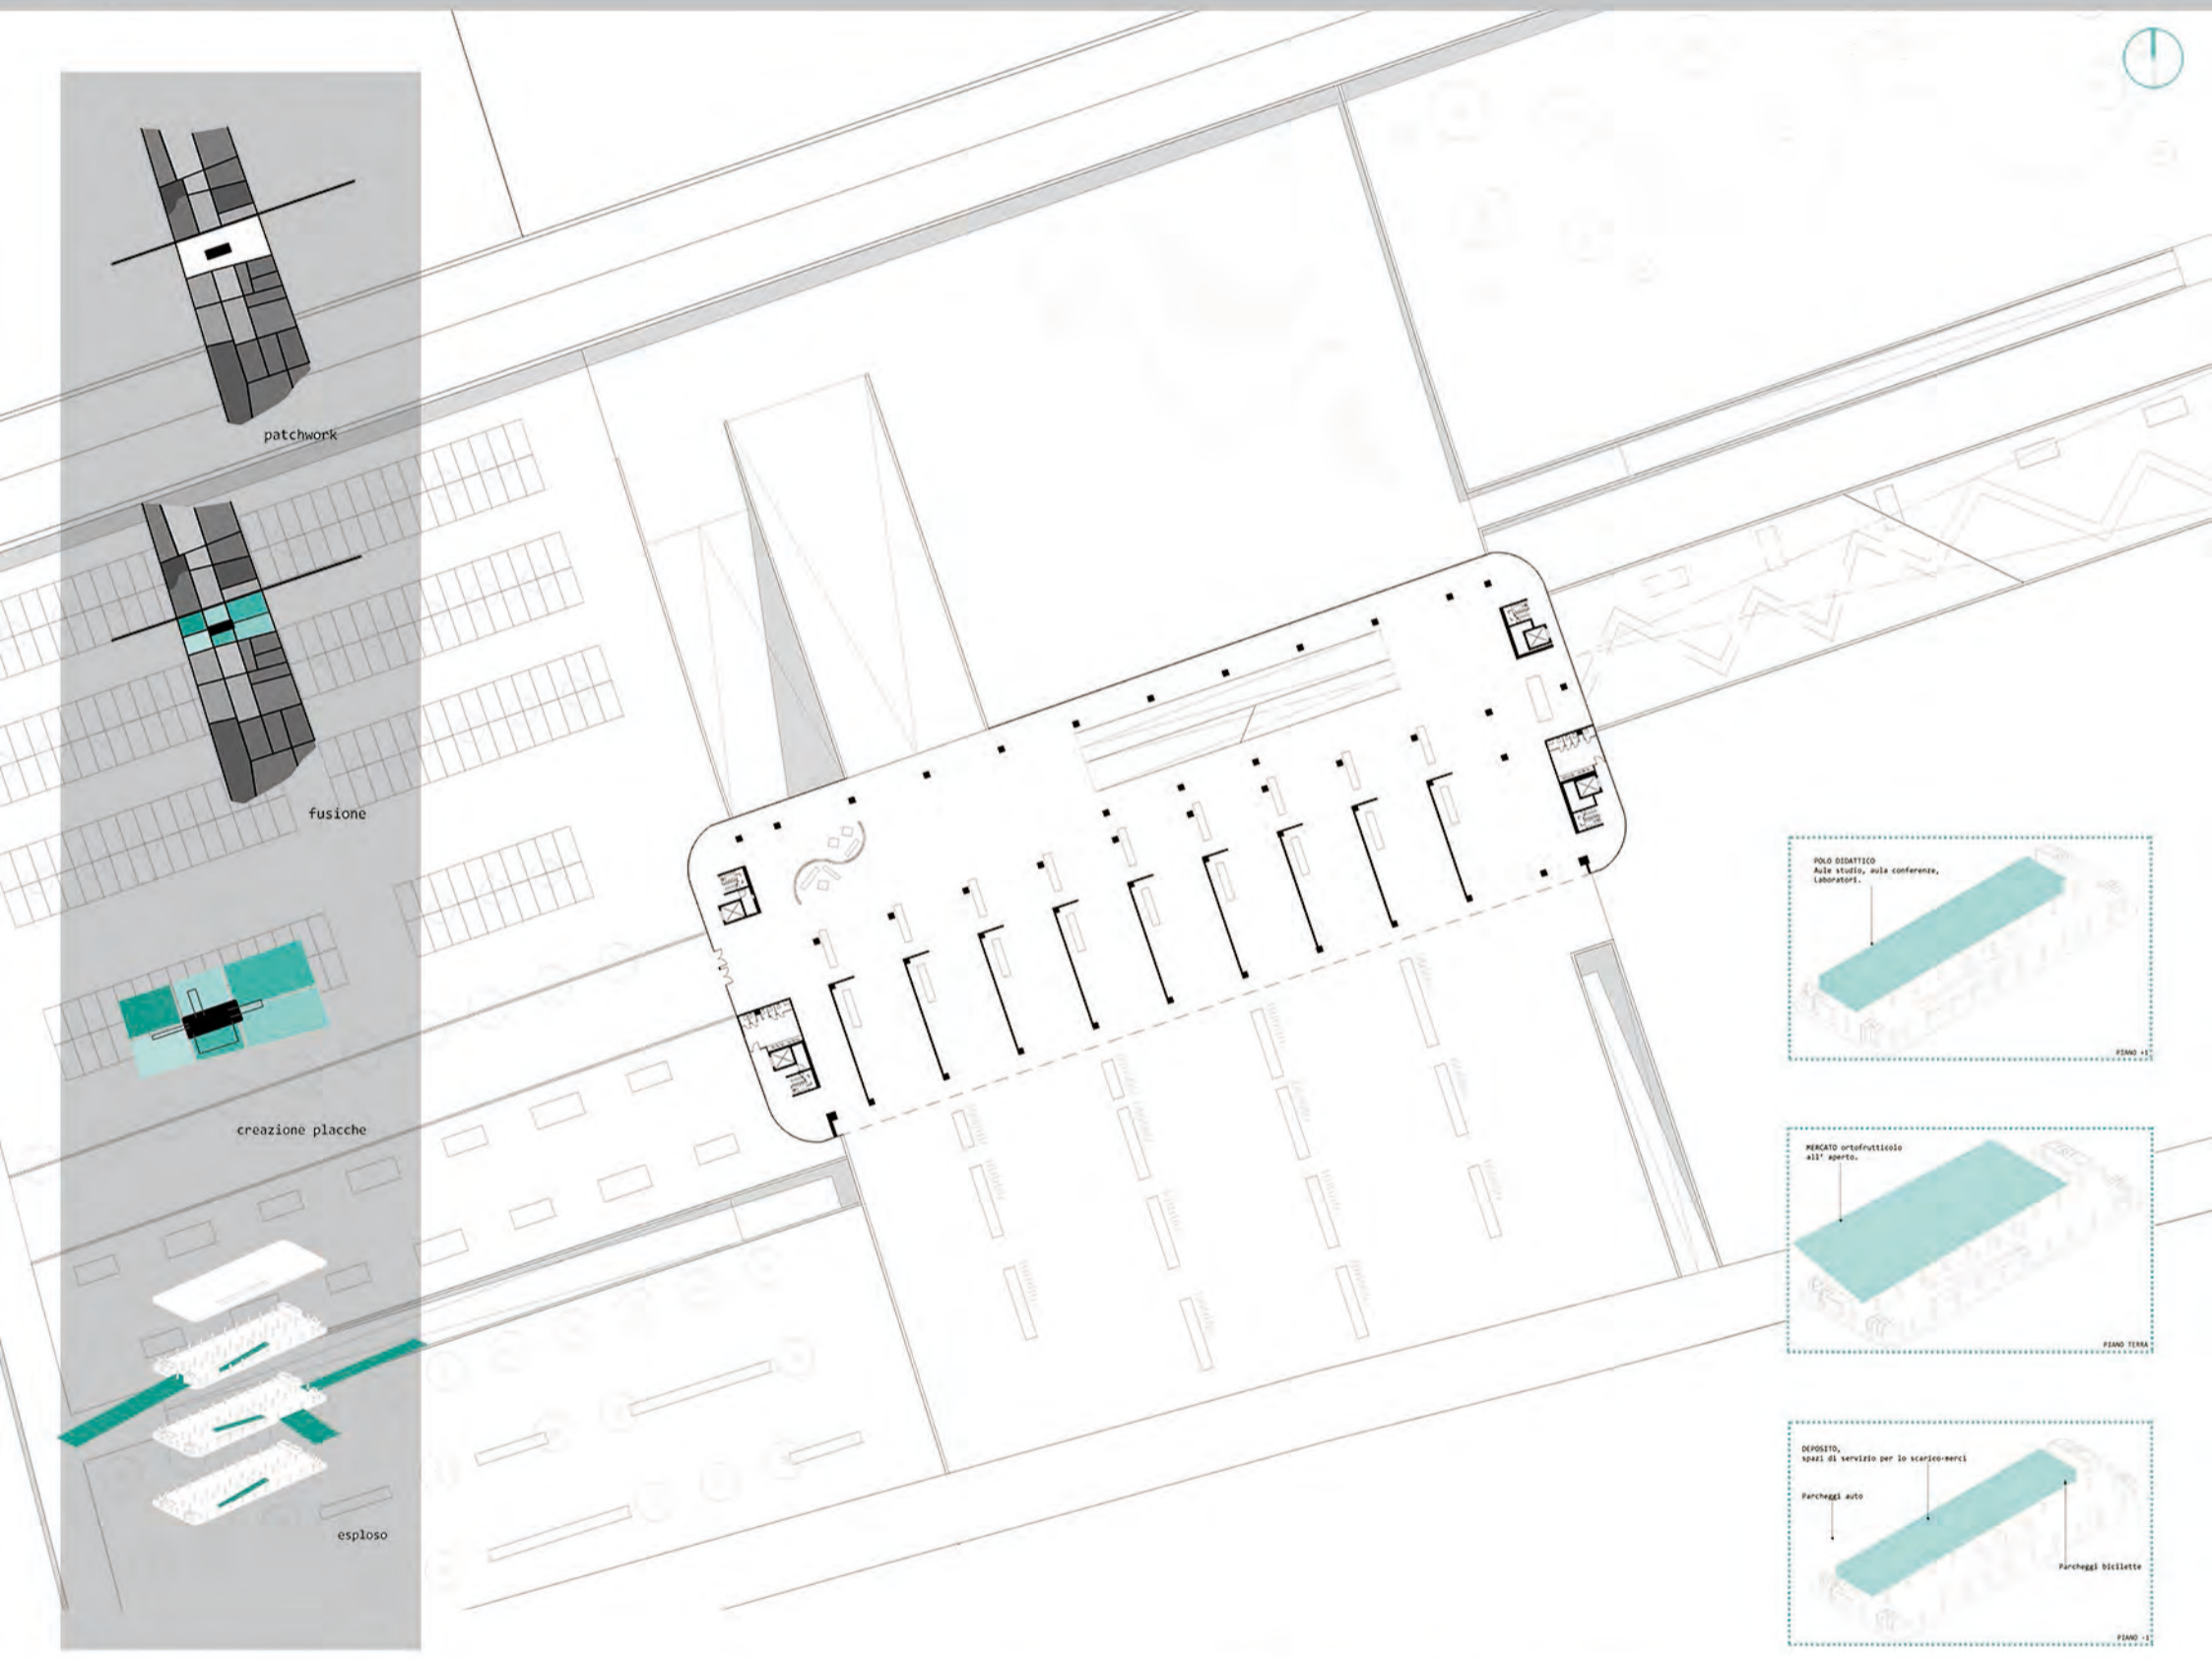 patchwork
fusione
creazione placche
esploso
POLO DIDATTICO
Aule studio, aula conferenze,
Laboratori.
PIANO +1
MERCATO ortofrutticolo
all' aperto.
PIANO TERRA
DEPOSITO,
spazi di servizio per lo scarico-merci
Parcheggi auto
Parcheggi bicilette
PIANO -1